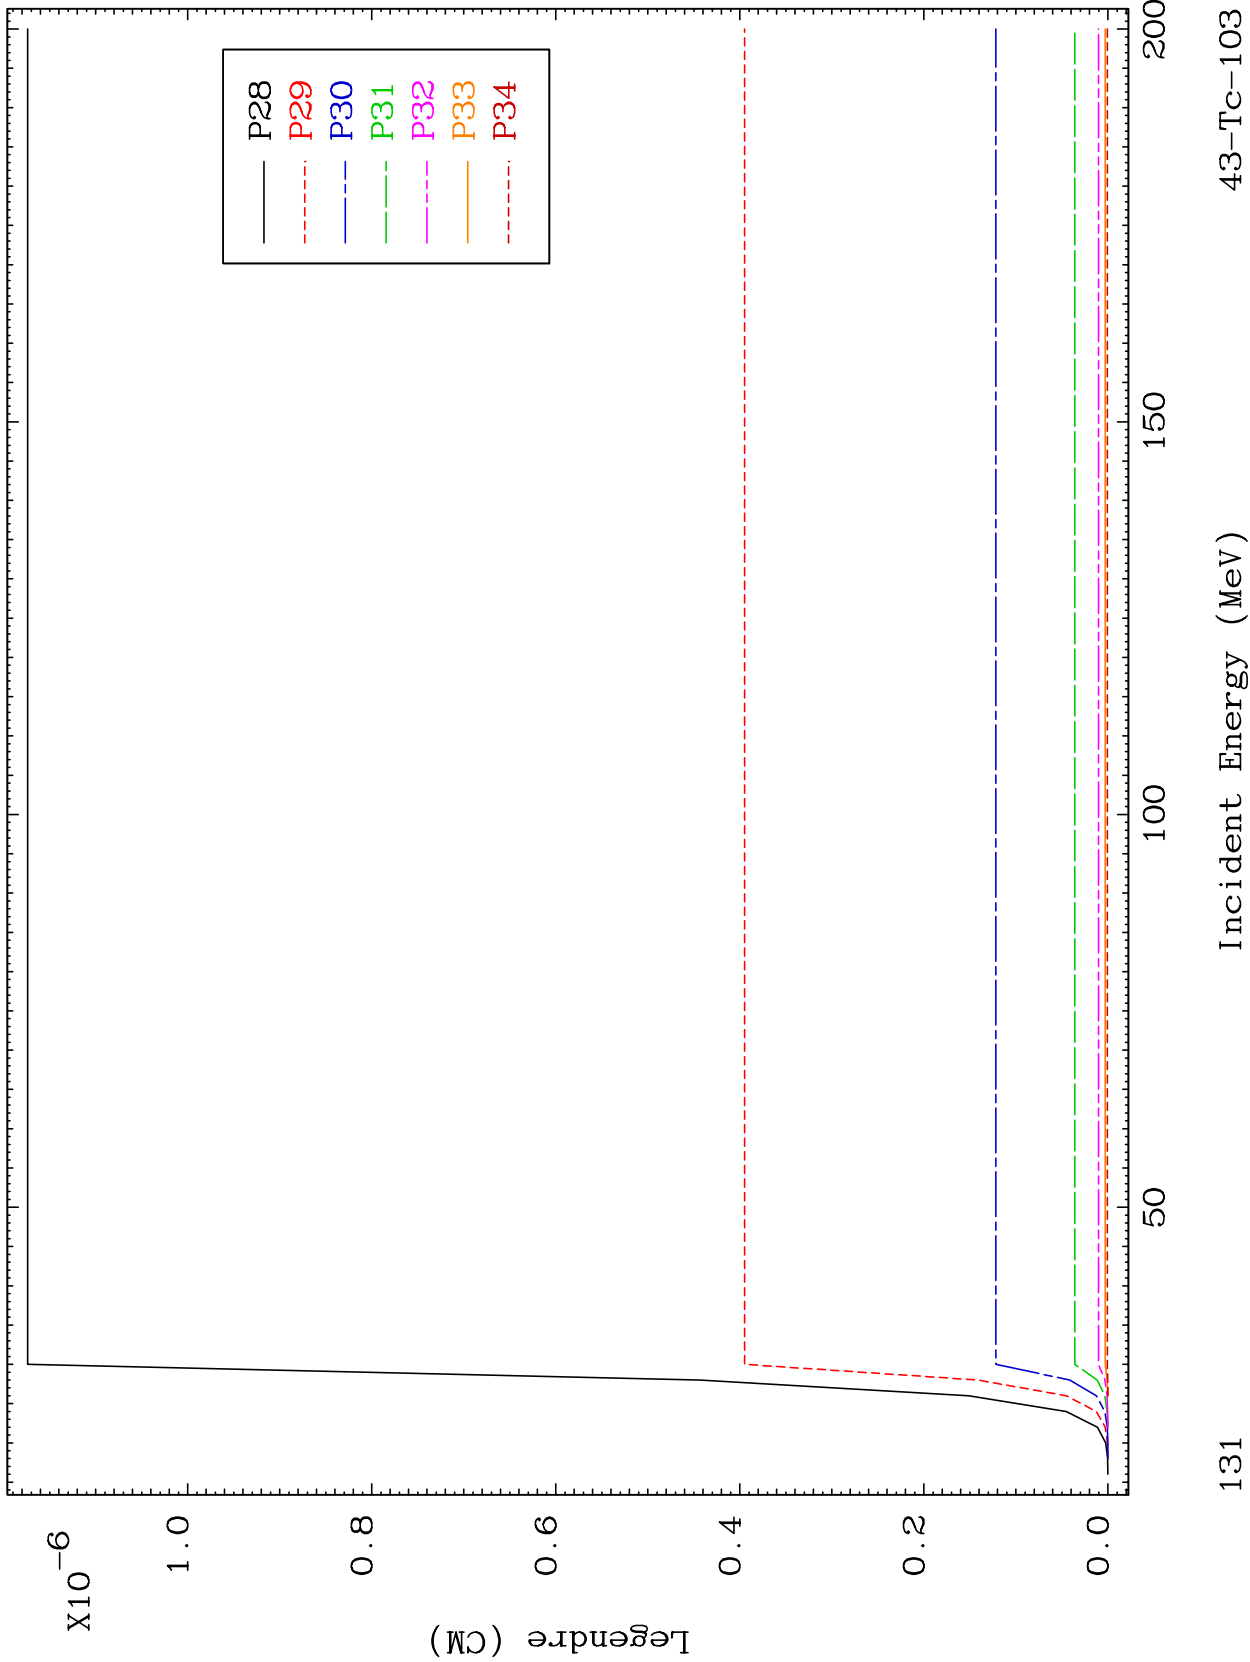 X10-6
1.0
0.8
0.6
0.4
0.2
0.0
Legendre (CM)
P28
P29
P30
P31
P32
P33
P34
50
100
150
200
Incident Energy (MeV)
131
43-Tc-103